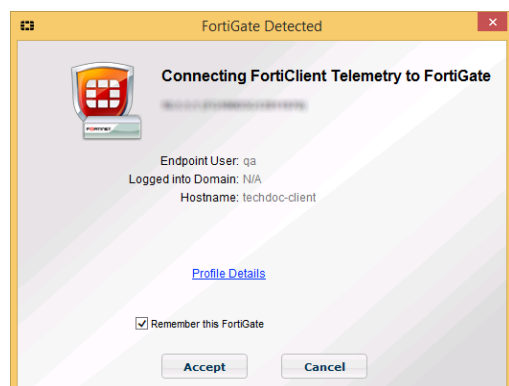 FortiGate Detected
Connecting FortiClient Telemetry to FortiGate
FORTINET
Endpoint User: qa
Logged into Domain: N/A
Hostname: techdoc-client
Profile Details
Remember this FortiGate
Accept Cancel